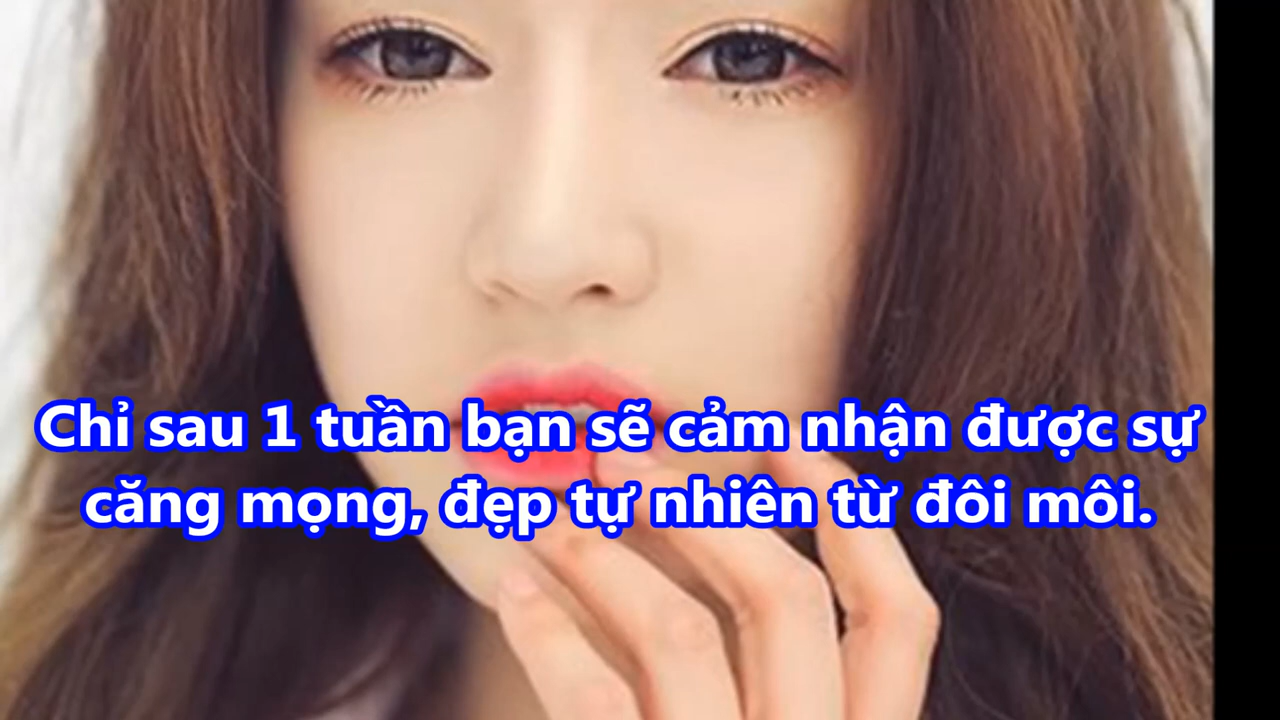 Chỉ sau 1 tuần bạn sẽ cảm nhận được sự
căng mọng, đẹp tự nhiên từ đôi môi.